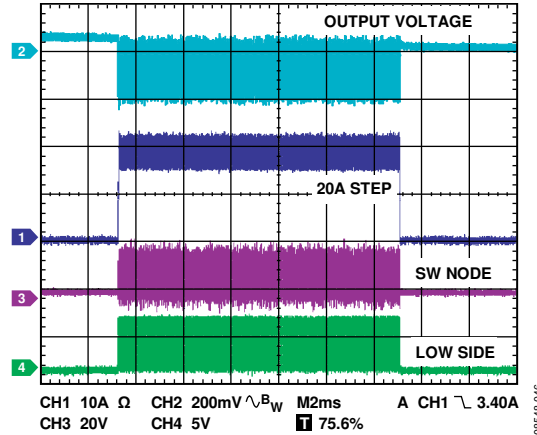 OUTPUT VOLTAGE
2
20A STEP
1
SW NODE
3
LOW SIDE
4
CH1 10A Ω CH2 200mV ∿BW M2ms A CH1 ⁊ 3.40A
CH3 20V CH4 5V T 75.6%